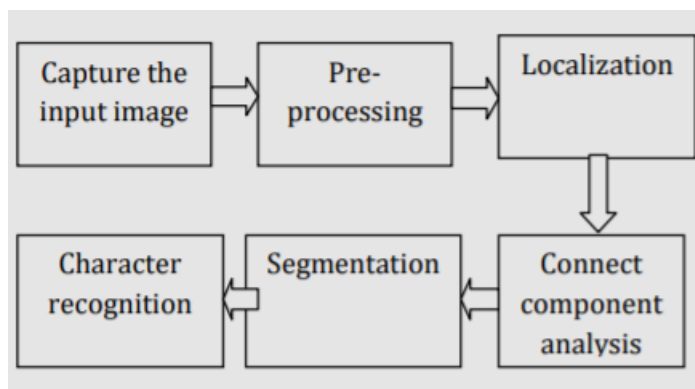 Capture the
input image
Pre-
processing
Localization
Connect
component
analysis
Segmentation
Character
recognition